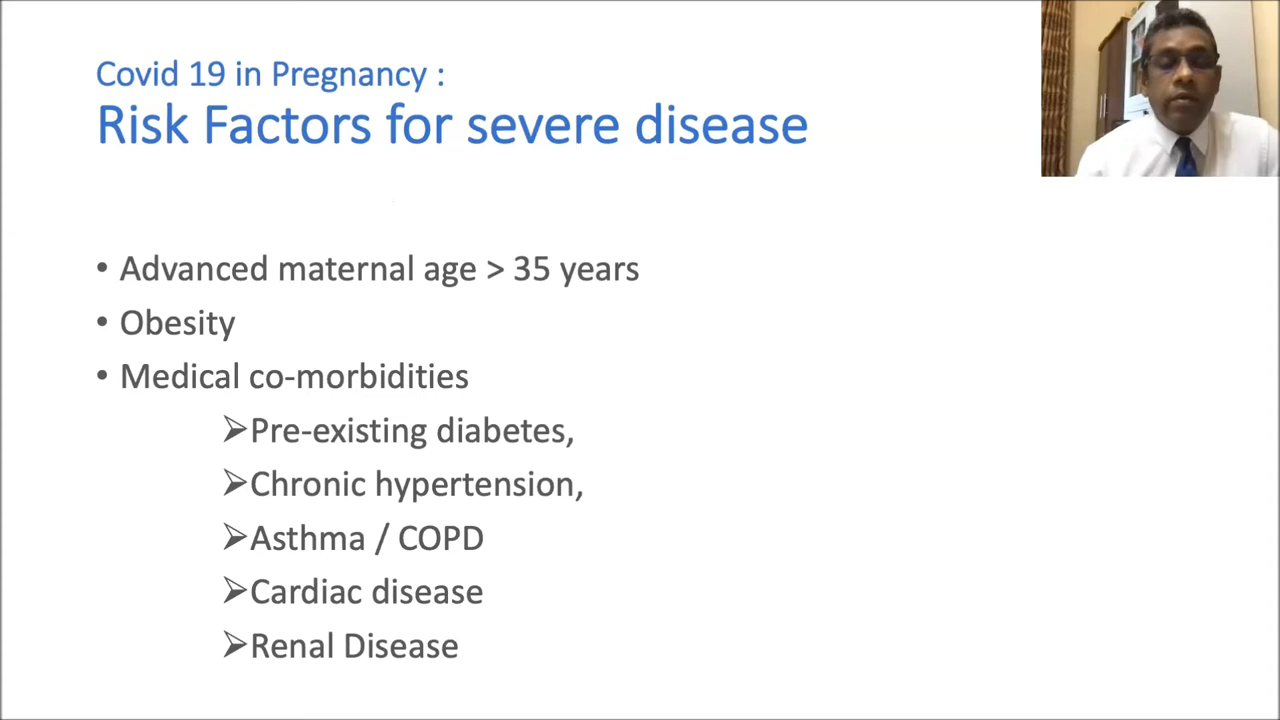 Covid 19 in Pregnancy :
Risk Factors for severe disease
• Advanced maternal age > 35 years
• Obesity
• Medical co-morbidities
➢Pre-existing diabetes,
➢Chronic hypertension,
➢Asthma / COPD
➢Cardiac disease
➢Renal Disease